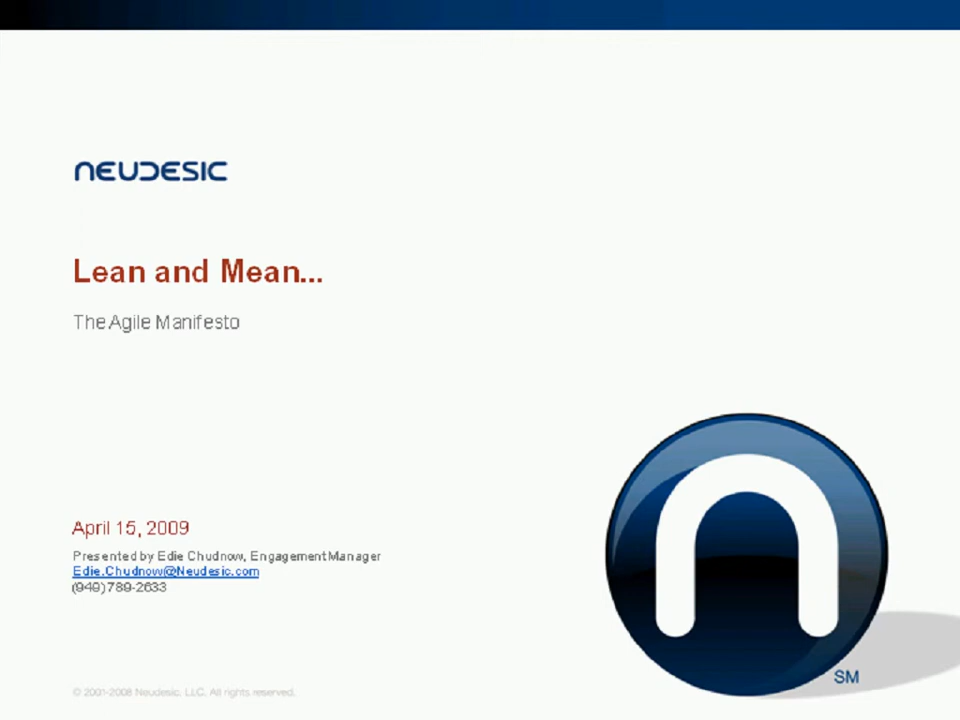 NEUDESIC
Lean and Mean...
The Agile Manifesto
April 15, 2009
Presented by Edie Chudnow, Engagement Manager
Edie.Chudnow@Neudesic.com
(949) 789-2633
© 2001-2008 Neudesic, LLC. All rights reserved.
SM